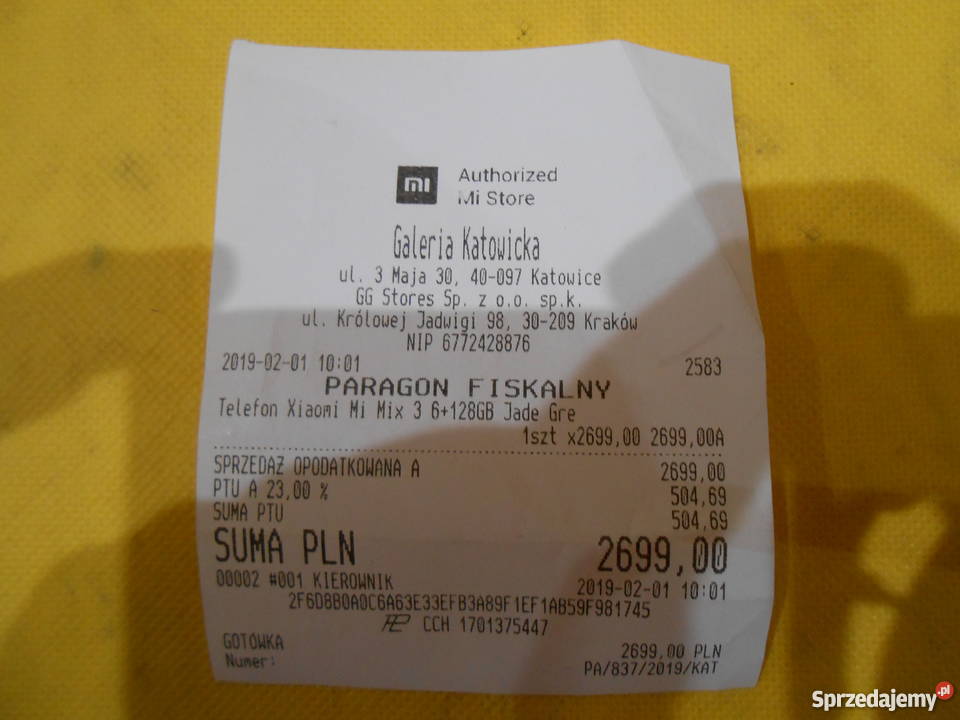 mi Authorized
Mi Store
Galeria Katowicka
ul. 3 Maja 30, 40-097 Katowice
GG Stores Sp. z o.o. sp.k.
ul. Królowej Jadwigi 98, 30-209 Kraków
NIP 6772428876
2019-02-01 10:01 2583
PARAGON FISKALNY
Telefon Xiaomi Mi Mix 3 6+128GB Jade Gre
1szt x2699,00 2699,00A
SPRZEDAŻ OPODATKOWANA A 2699,00
PTU A 23,00 % 504,69
SUMA PTU 504,69
SUMA PLN 2699,00
00002 #001 KIEROWNIK 2019-02-01 10:01
2F6D8B0A0C6A63E33EFB3A89F1EF1AB59F981745
CCH 1701375447
GOTÓWKA 2699,00 PLN
Numer: PA/837/2019/KAT
Sprzedajemy.pl